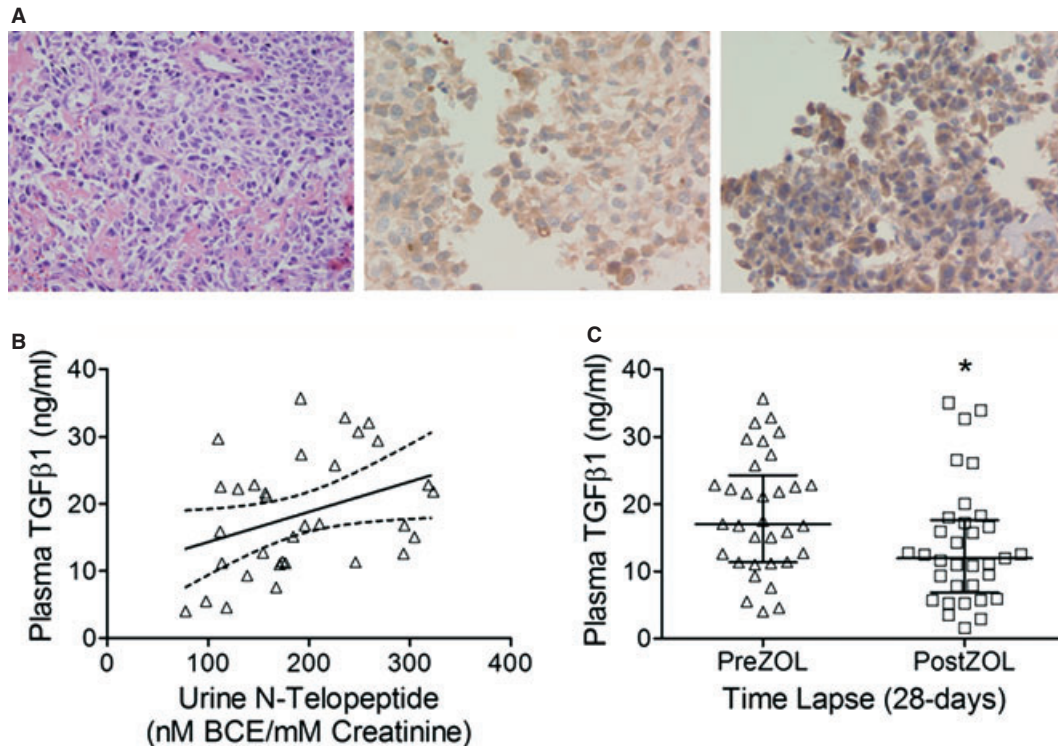 A
B
Plasma TGFβ1 (ng/ml)
40
30
20
10
0
0 100 200 300 400
Urine N-Telopeptide
(nM BCE/mM Creatinine)
C
Plasma TGFβ1 (ng/ml)
40
30
20
10
0
*
PreZOL PostZOL
Time Lapse (28-days)